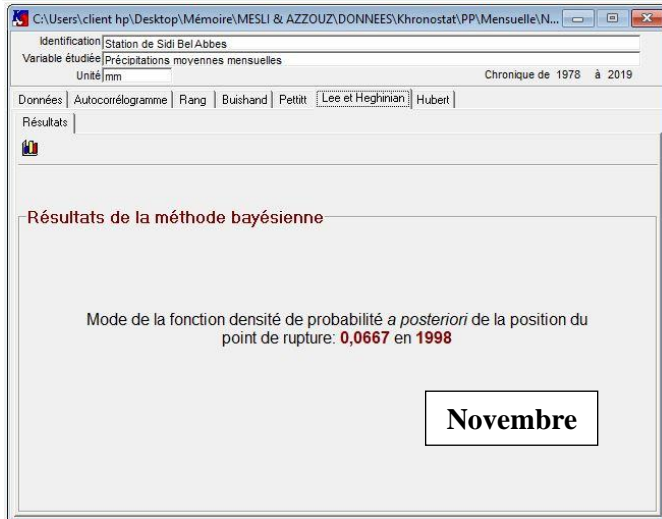 C:\Users\client hp\Desktop\Mémoire\MESLI & AZZOUZ\DONNEES\Khronostat\PP\Mensuelle\N...
Identification Station de Sidi Bel Abbes
Variable étudiée Précipitations moyennes mensuelles
Unité mm Chronique de 1978 à 2019
Données Autocorrélogramme Rang Buishand Pettitt Lee et Heghinian Hubert
Résultats
Résultats de la méthode bayésienne
Mode de la fonction densité de probabilité a posteriori de la position du
point de rupture: 0,0667 en 1998
Novembre